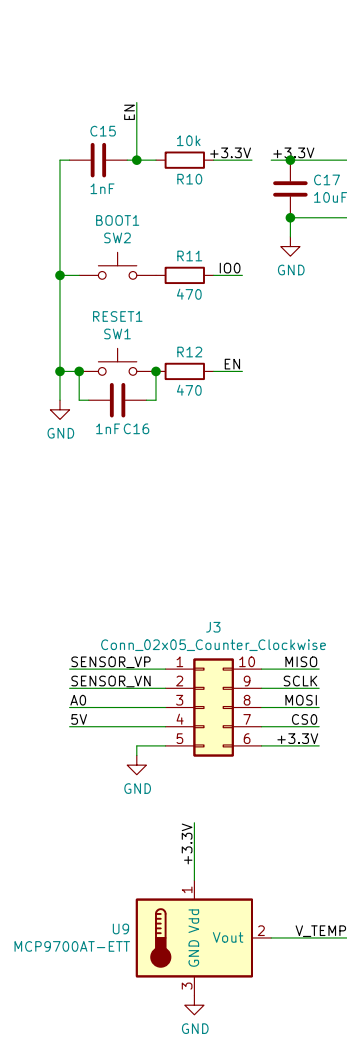 EN
C15
1nF
10k
R10
+3.3V
+3.3V
C17
10uF
GND
BOOT1
SW2
R11
470
IO0
RESET1
SW1
R12
470
EN
1nF C16
GND
J3
Conn_02x05_Counter_Clockwise
SENSOR_VP 1 10 MISO
SENSOR_VN 2 9 SCLK
A0 3 8 MOSI
5V 4 7 CS0
5 6 +3.3V
GND
+3.3V
1
U9
MCP9700AT-ETT
Vdd
GND
Vout
2
V_TEMP
3
GND